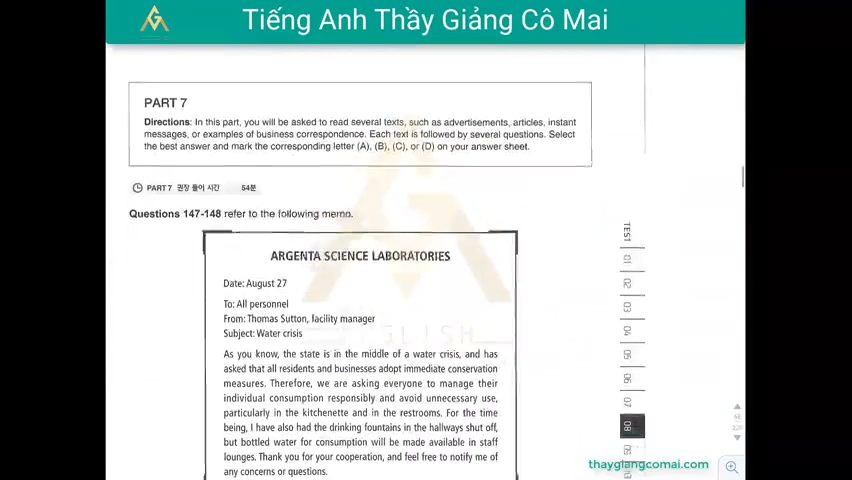 Tiếng Anh Thầy Giảng Cô Mai
PART 7
Directions: In this part, you will be asked to read several texts, such as advertisements, articles, instant
messages, or examples of business correspondence. Each text is followed by several questions. Select
the best answer and mark the corresponding letter (A), (B), (C), or (D) on your answer sheet.
PART 7 권장 풀이 시간 54분
Questions 147-148 refer to the following memo.
ARGENTA SCIENCE LABORATORIES
Date: August 27
To: All personnel
From: Thomas Sutton, facility manager
Subject: Water crisis
As you know, the state is in the middle of a water crisis, and has
asked that all residents and businesses adopt immediate conservation
measures. Therefore, we are asking everyone to manage their
individual consumption responsibly and avoid unnecessary use,
particularly in the kitchenette and in the restrooms. For the time
being, I have also had the drinking fountains in the hallways shut off,
but bottled water for consumption will be made available in staff
lounges. Thank you for your cooperation, and feel free to notify me of
any concerns or questions.
TEST
01
02
03
04
05
06
07
08
09
thaygiangcomai.com